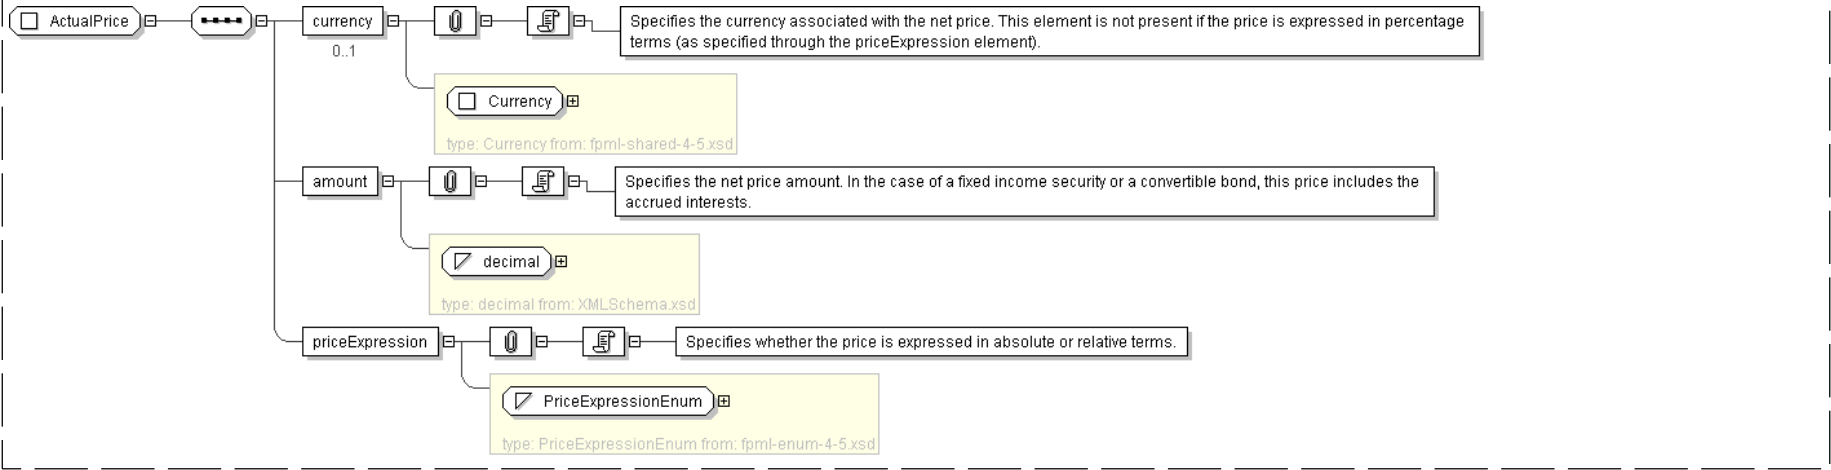 ActualPrice
currency
0..1
Specifies the currency associated with the net price. This element is not present if the price is expressed in percentage
terms (as specified through the priceExpression element).
Currency
type: Currency from: fpml-shared-4-5.xsd
amount
Specifies the net price amount. In the case of a fixed income security or a convertible bond, this price includes the
accrued interests.
decimal
type: decimal from: XMLSchema.xsd
priceExpression
Specifies whether the price is expressed in absolute or relative terms.
PriceExpressionEnum
type: PriceExpressionEnum from: fpml-enum-4-5.xsd